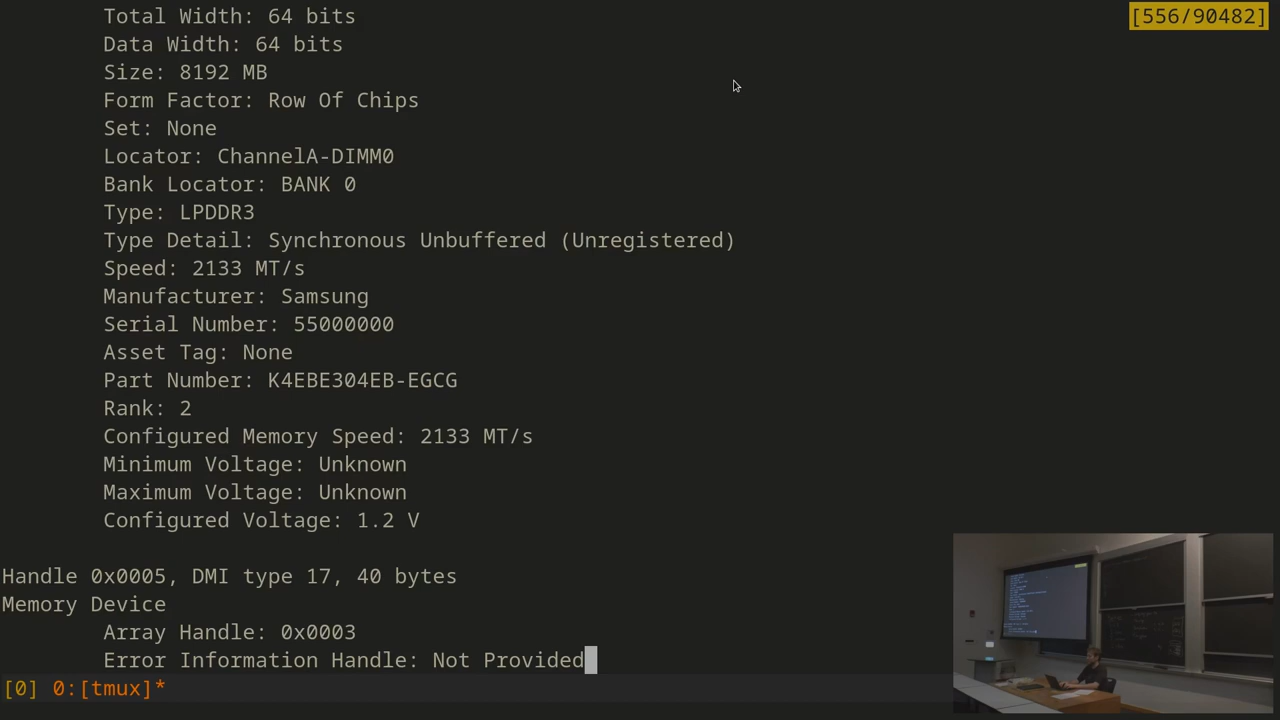 Total Width: 64 bits
[556/90482]
Data Width: 64 bits
Size: 8192 MB
Form Factor: Row Of Chips
Set: None
Locator: ChannelA-DIMM0
Bank Locator: BANK 0
Type: LPDDR3
Type Detail: Synchronous Unbuffered (Unregistered)
Speed: 2133 MT/s
Manufacturer: Samsung
Serial Number: 55000000
Asset Tag: None
Part Number: K4EBE304EB-EGCG
Rank: 2
Configured Memory Speed: 2133 MT/s
Minimum Voltage: Unknown
Maximum Voltage: Unknown
Configured Voltage: 1.2 V
Handle 0x0005, DMI type 17, 40 bytes
Memory Device
Array Handle: 0x0003
Error Information Handle: Not Provided
[0] 0:[tmux]*